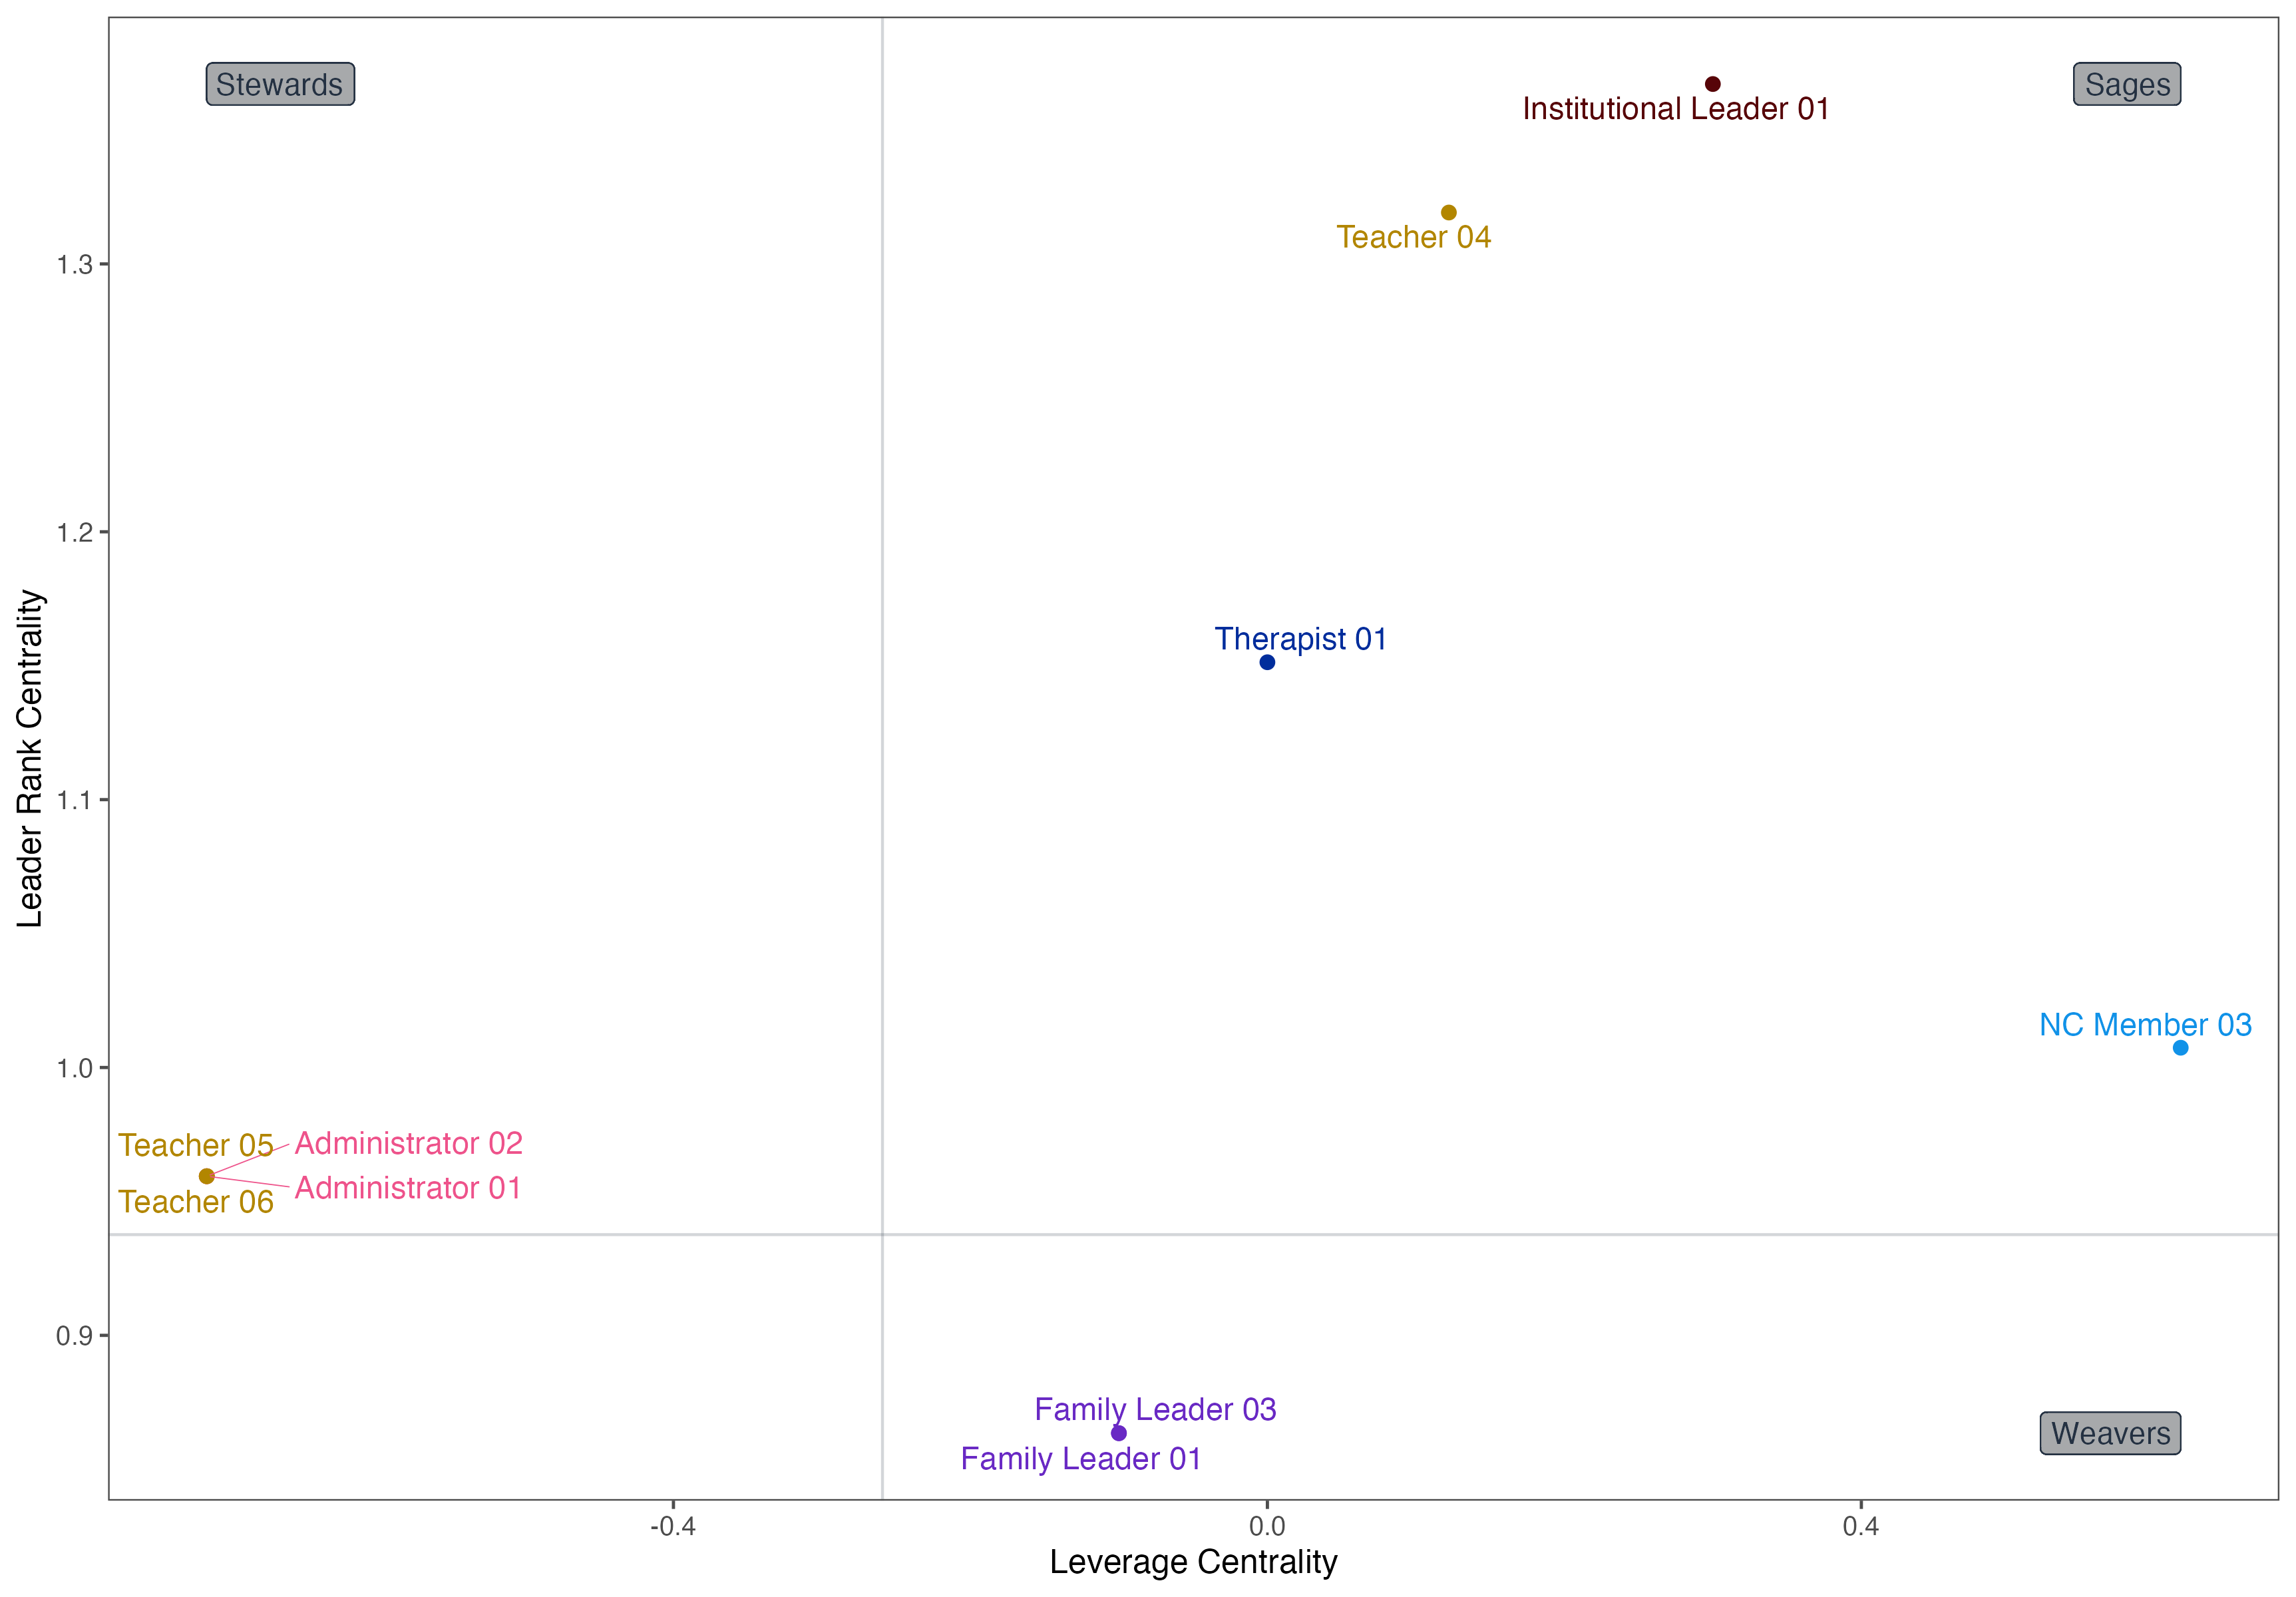 Stewards
Sages
Institutional Leader 01
Teacher 04
1.3
1.2
Therapist 01
Leader Rank Centrality
1.1
NC Member 03
1.0
Teacher 05
Administrator 02
Administrator 01
Teacher 06
0.9
Family Leader 03
Weavers
Family Leader 01
-0.4
0.0
0.4
Leverage Centrality